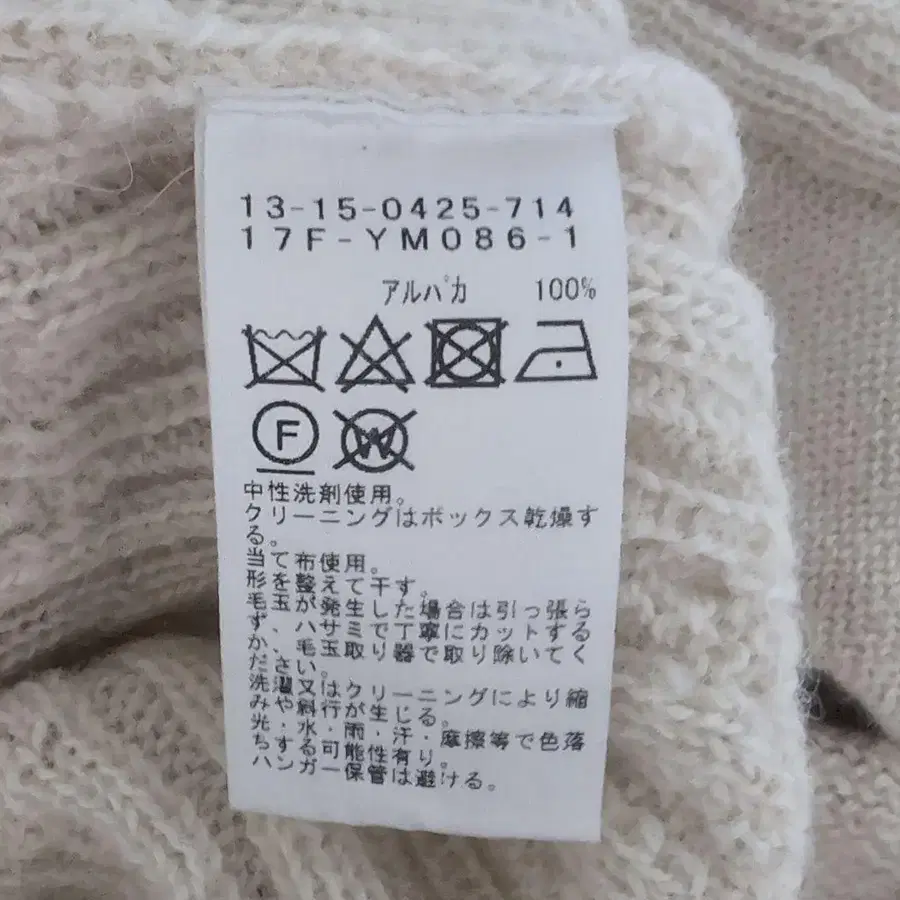 13-15-0425-714
17F-YM086-1
アルパカ 100%
F
W
中性洗剤使用。
クリーニングはボックス乾燥す
る。
当て布使用。
形を整えて干す。
毛玉が発生した場合は引っ張ら
ず、ハサミで丁寧にカットする
か、毛玉取り器で取り除いてく
ださい。
洗濯又はクリーニングにより縮
みや斜行が生じる。
光・水・雨・汗・摩擦等で色落
ちする可能性有り。
ハンガー保管は避ける。